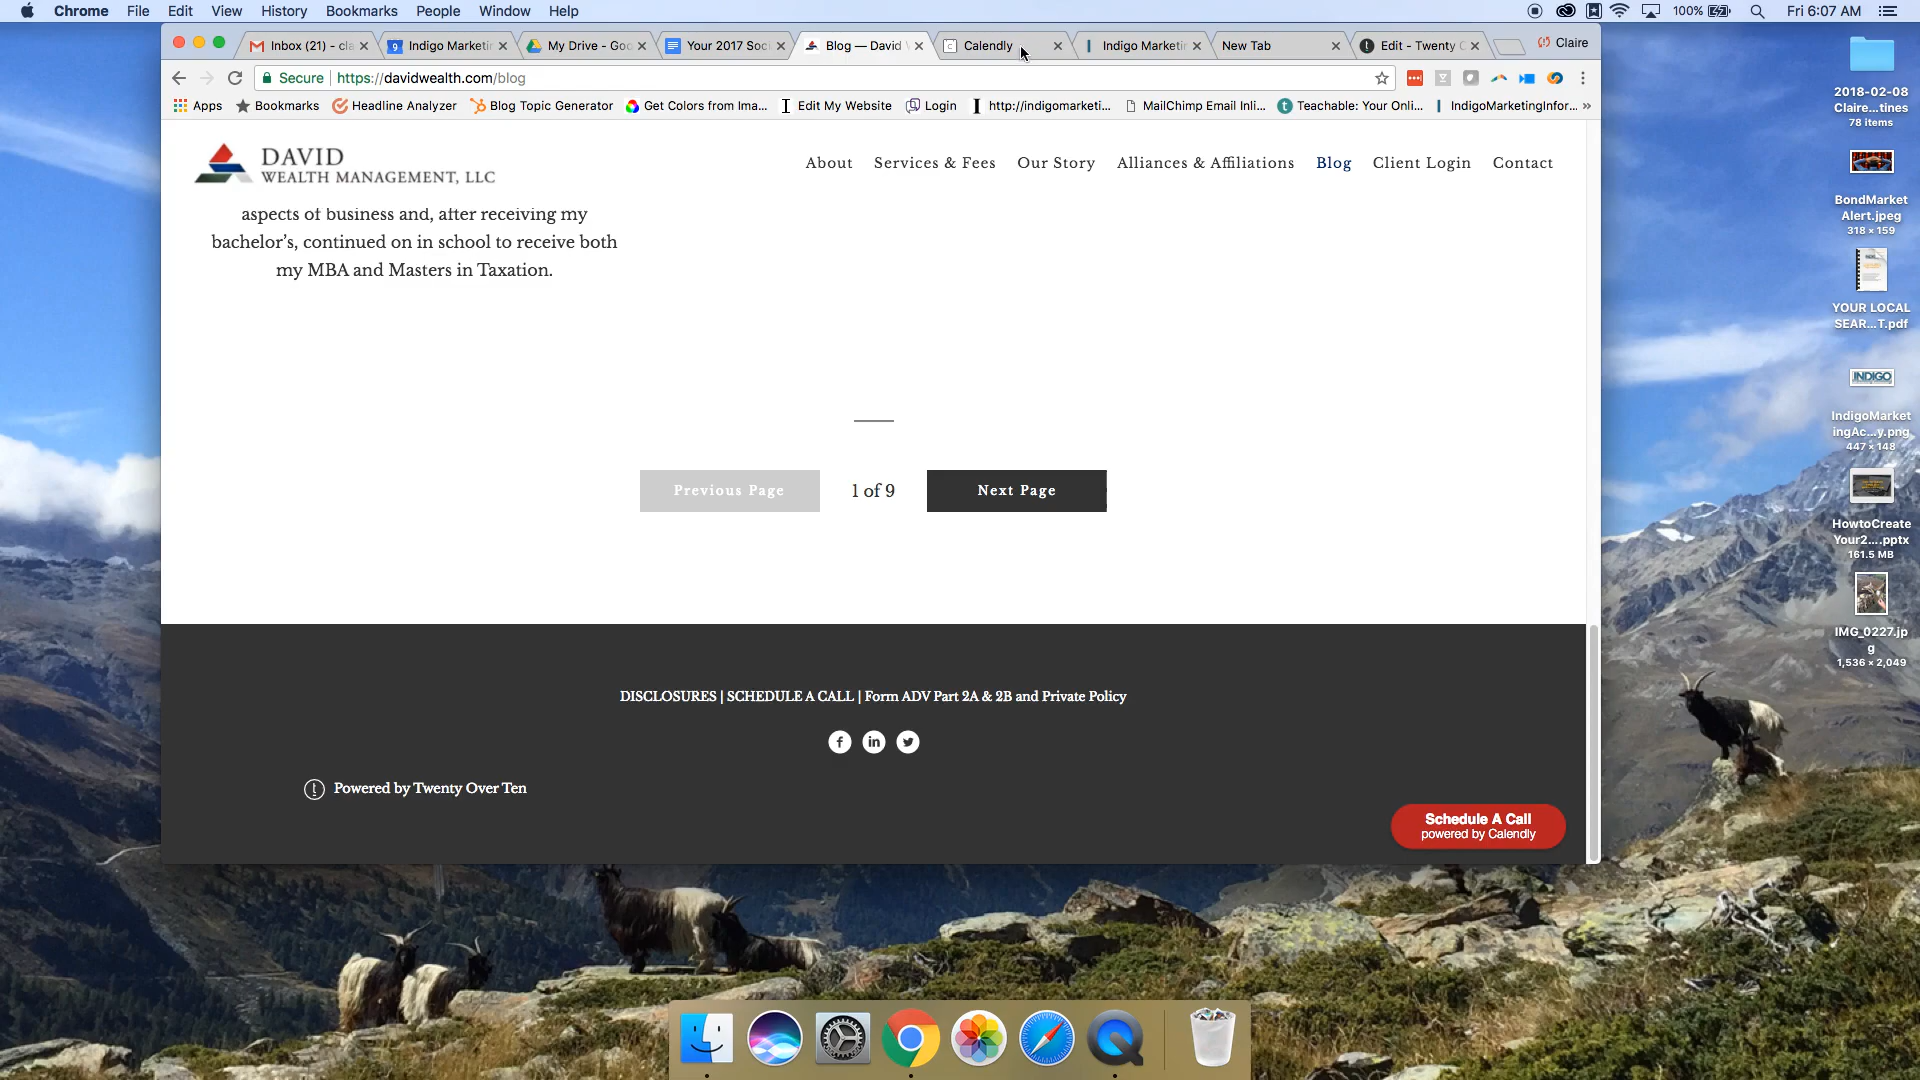 Chrome File Edit View History Bookmarks People Window Help 100% Fri 6:07 AM
Inbox (21) - cla
Indigo Marketin
My Drive - Goo
Your 2017 Soci
Blog — David W
Calendly
Indigo Marketin
New Tab
Edit - Twenty O
Claire
Secure https://davidwealth.com/blog
Apps Bookmarks Headline Analyzer Blog Topic Generator Get Colors from Ima... Edit My Website Login http://indigomarketi... MailChimp Email Inli... Teachable: Your Onli... IndigoMarketingInfor... »
DAVID
WEALTH MANAGEMENT, LLC
About Services & Fees Our Story Alliances & Affiliations Blog Client Login Contact
aspects of business and, after receiving my
bachelor’s, continued on in school to receive both
my MBA and Masters in Taxation.
Previous Page 1 of 9 Next Page
DISCLOSURES | SCHEDULE A CALL | Form ADV Part 2A & 2B and Private Policy
Powered by Twenty Over Ten
Schedule A Call
powered by Calendly
2018-02-08
Claire...tines
78 items
BondMarket
Alert.jpeg
318 × 159
YOUR LOCAL
SEAR...T.pdf
INDIGO
IndigoMarket
ingAc...y.png
447 × 148
HowtoCreate
Your2....pptx
161.5 MB
IMG_0227.jp
g
1,536 × 2,049